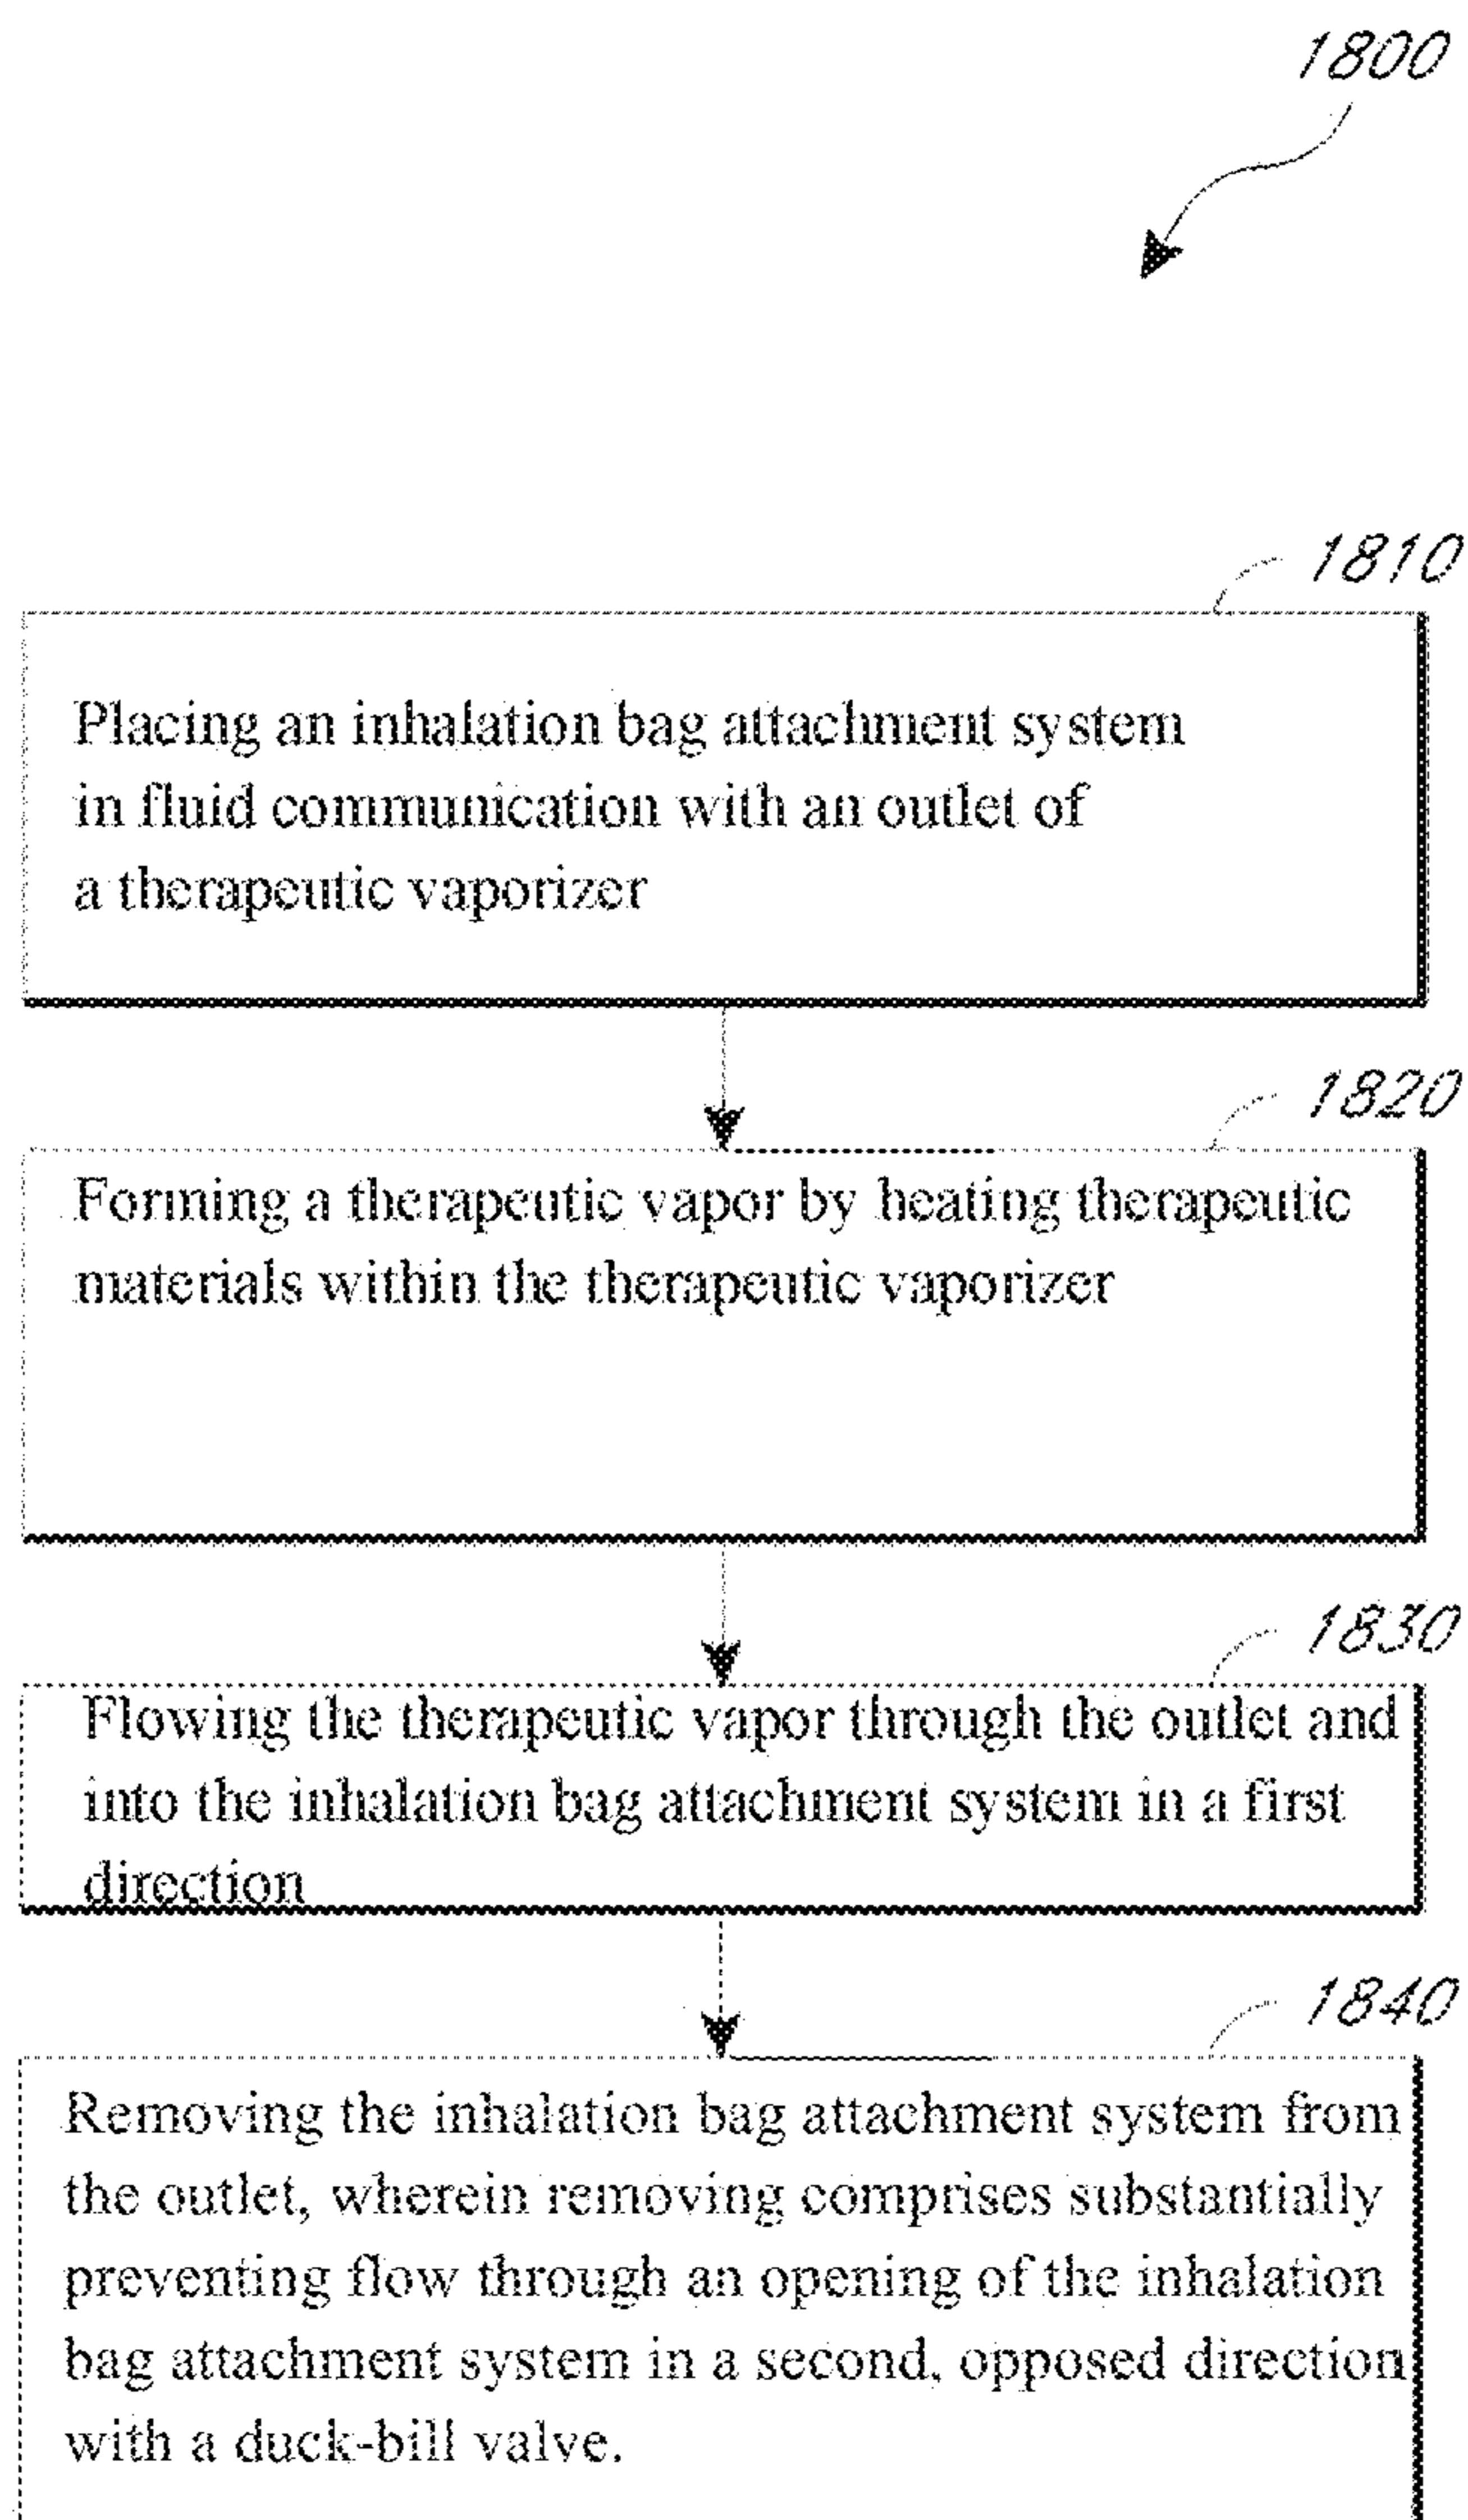 1800
1810
Placing an inhalation bag attachment system
in fluid communication with an outlet of
a therapeutic vaporizer
1820
Forming a therapeutic vapor by heating therapeutic
materials within the therapeutic vaporizer
1830
Flowing the therapeutic vapor through the outlet and
into the inhalation bag attachment system in a first
direction
1840
Removing the inhalation bag attachment system from
the outlet, wherein removing comprises substantially
preventing flow through an opening of the inhalation
bag attachment system in a second, opposed direction
with a duck-bill valve.